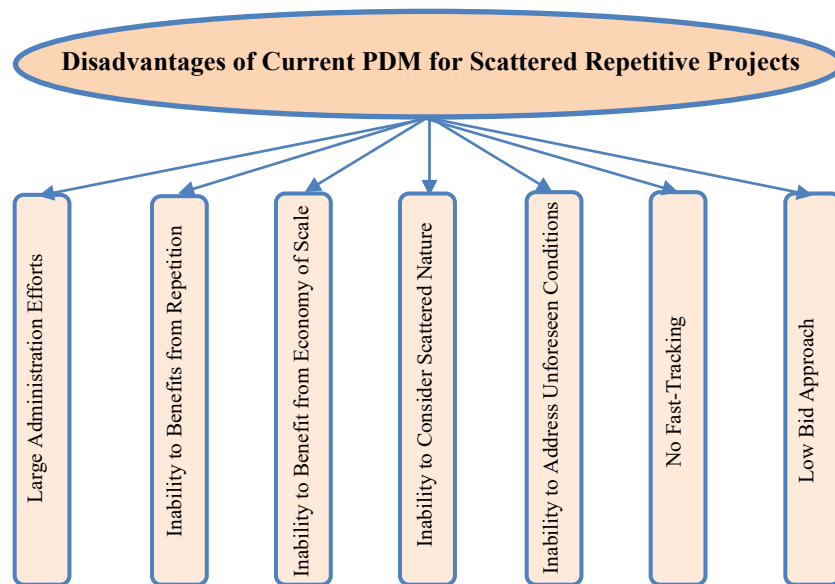 Disadvantages of Current PDM for Scattered Repetitive Projects
Large Administration Efforts
Inability to Benefits from Repetition
Inability to Benefit from Economy of Scale
Inability to Consider Scattered Nature
Inability to Address Unforeseen Conditions
No Fast-Tracking
Low Bid Approach